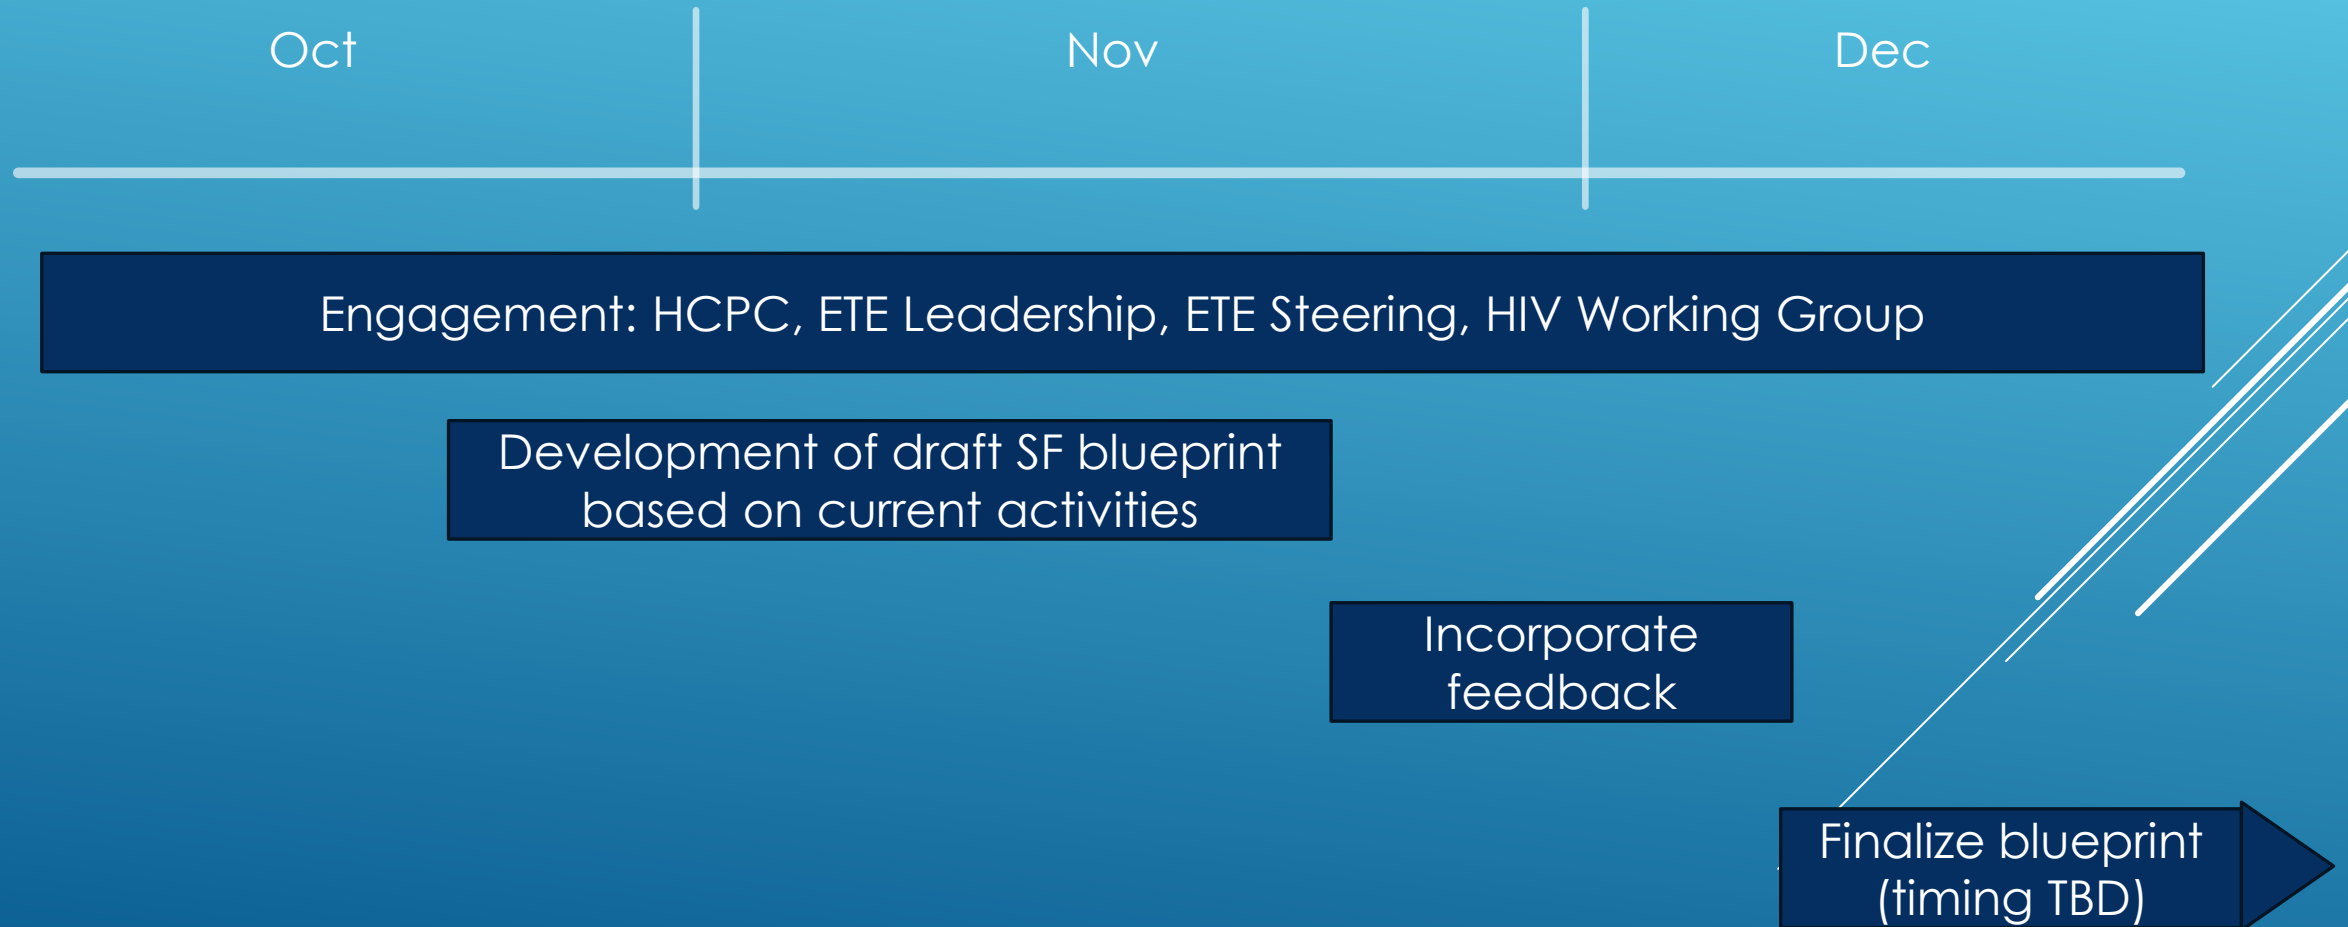 Oct
Nov
Dec
Engagement: HCPC, ETE Leadership, ETE Steering, HIV Working Group
Development of draft SF blueprint
based on current activities
Incorporate
feedback
Finalize blueprint
(timing TBD)